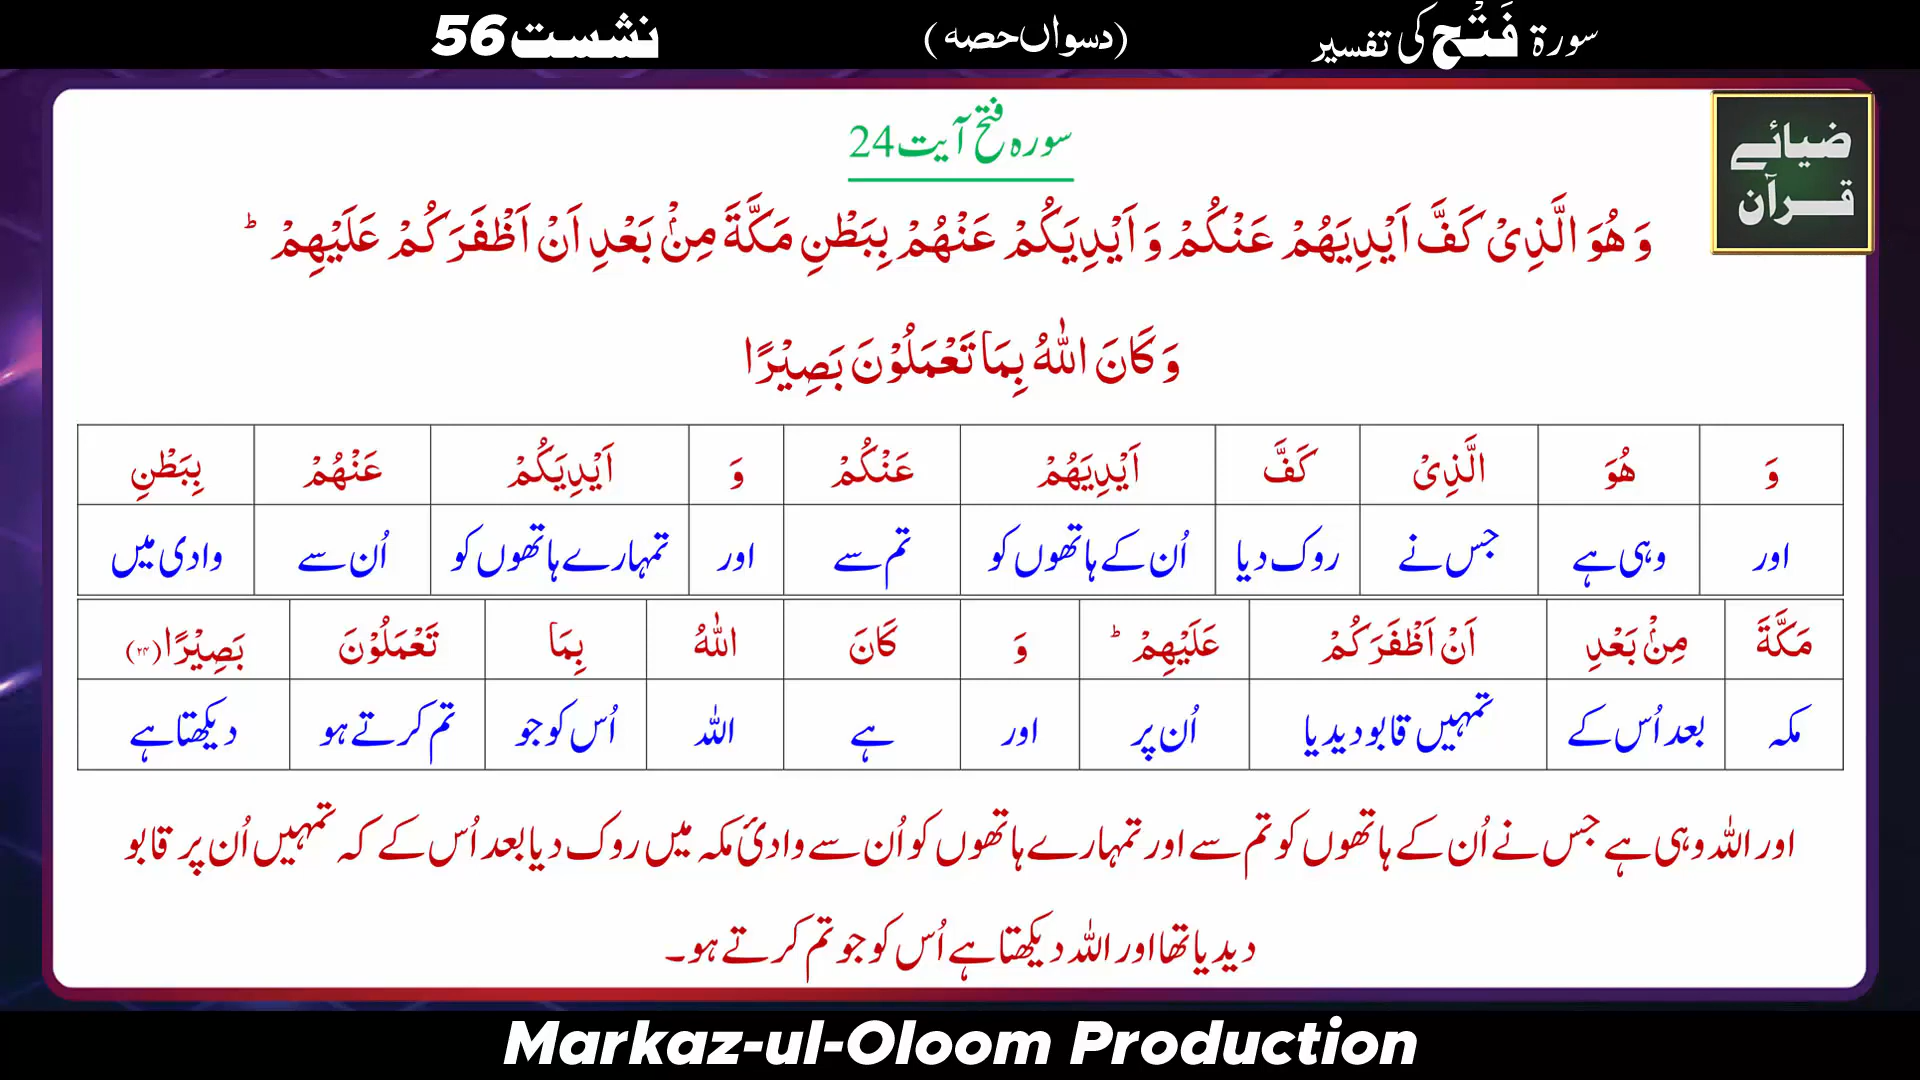 سورۃ فَتْح کی تفسیر (دسواں حصہ) نشست 56
ضیائے
قرآن
سورہ فتح آیت 24
وَ هُوَ الَّذِیْ كَفَّ اَیْدِیَهُمْ عَنْكُمْ وَ اَیْدِیَكُمْ عَنْهُمْ بِبَطْنِ مَكَّةَ مِنْۢ بَعْدِ اَنْ اَظْفَرَكُمْ عَلَیْهِمْ ؕ
وَ كَانَ اللّٰهُ بِمَا تَعْمَلُوْنَ بَصِیْرًا
وَ هُوَ الَّذِیْ كَفَّ اَیْدِیَهُمْ عَنْكُمْ وَ اَیْدِیَكُمْ عَنْهُمْ بِبَطْنِ
اور وہی ہے جس نے روک دیا اُن کے ہاتھوں کو تم سے اور تمہارے ہاتھوں کو اُن سے وادی میں
مَكَّةَ مِنْۢ بَعْدِ اَنْ اَظْفَرَكُمْ عَلَیْهِمْ ؕ وَ كَانَ اللّٰهُ بِمَا تَعْمَلُوْنَ بَصِیْرًا (۲۴)
مکہ بعد اُس کے تمہیں قابو دیدیا اُن پر اور ہے اللہ اُس کو جو تم کرتے ہو دیکھتا ہے
اور اللہ وہی ہے جس نے اُن کے ہاتھوں کو تم سے اور تمہارے ہاتھوں کو اُن سے وادیٔ مکہ میں روک دیا بعد اُس کے کہ تمہیں اُن پر قابو
دیدیا تھا اور اللہ دیکھتا ہے اُس کو جو تم کرتے ہو۔
Markaz-ul-Oloom Production